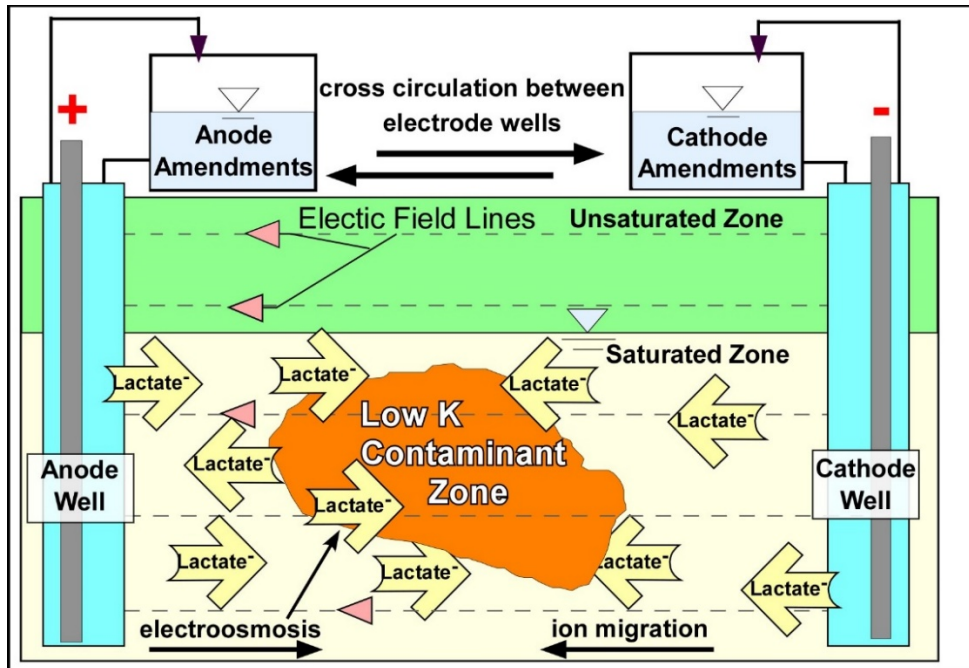 cross circulation between
electrode wells
+
-
Anode
Amendments
Cathode
Amendments
Electic Field Lines
Unsaturated Zone
Saturated Zone
Lactate-
Lactate-
Lactate-
Lactate-
Low K
Contaminant
Zone
Lactate-
Lactate-
Anode
Well
Cathode
Well
Lactate-
Lactate-
Lactate-
Lactate-
electroosmosis
ion migration